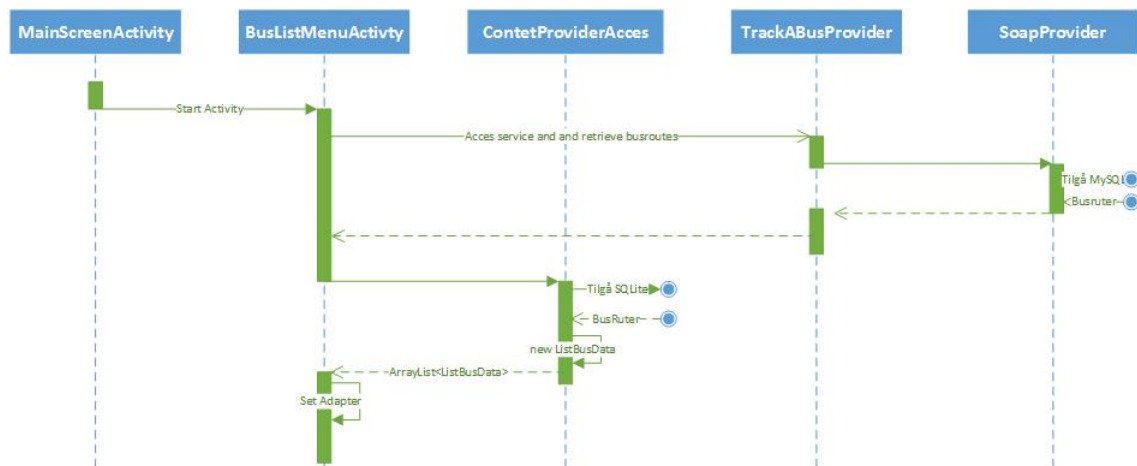 MainScreenActivity
BusListMenuActivty
ContetProviderAcces
TrackABusProvider
SoapProvider
Start Activity
Acces service and and retrieve busroutes
Tilgå MySQL
Busruter
Tilgå SQLite
BusRuter
new ListBusData
ArrayList<ListBusData>
Set Adapter